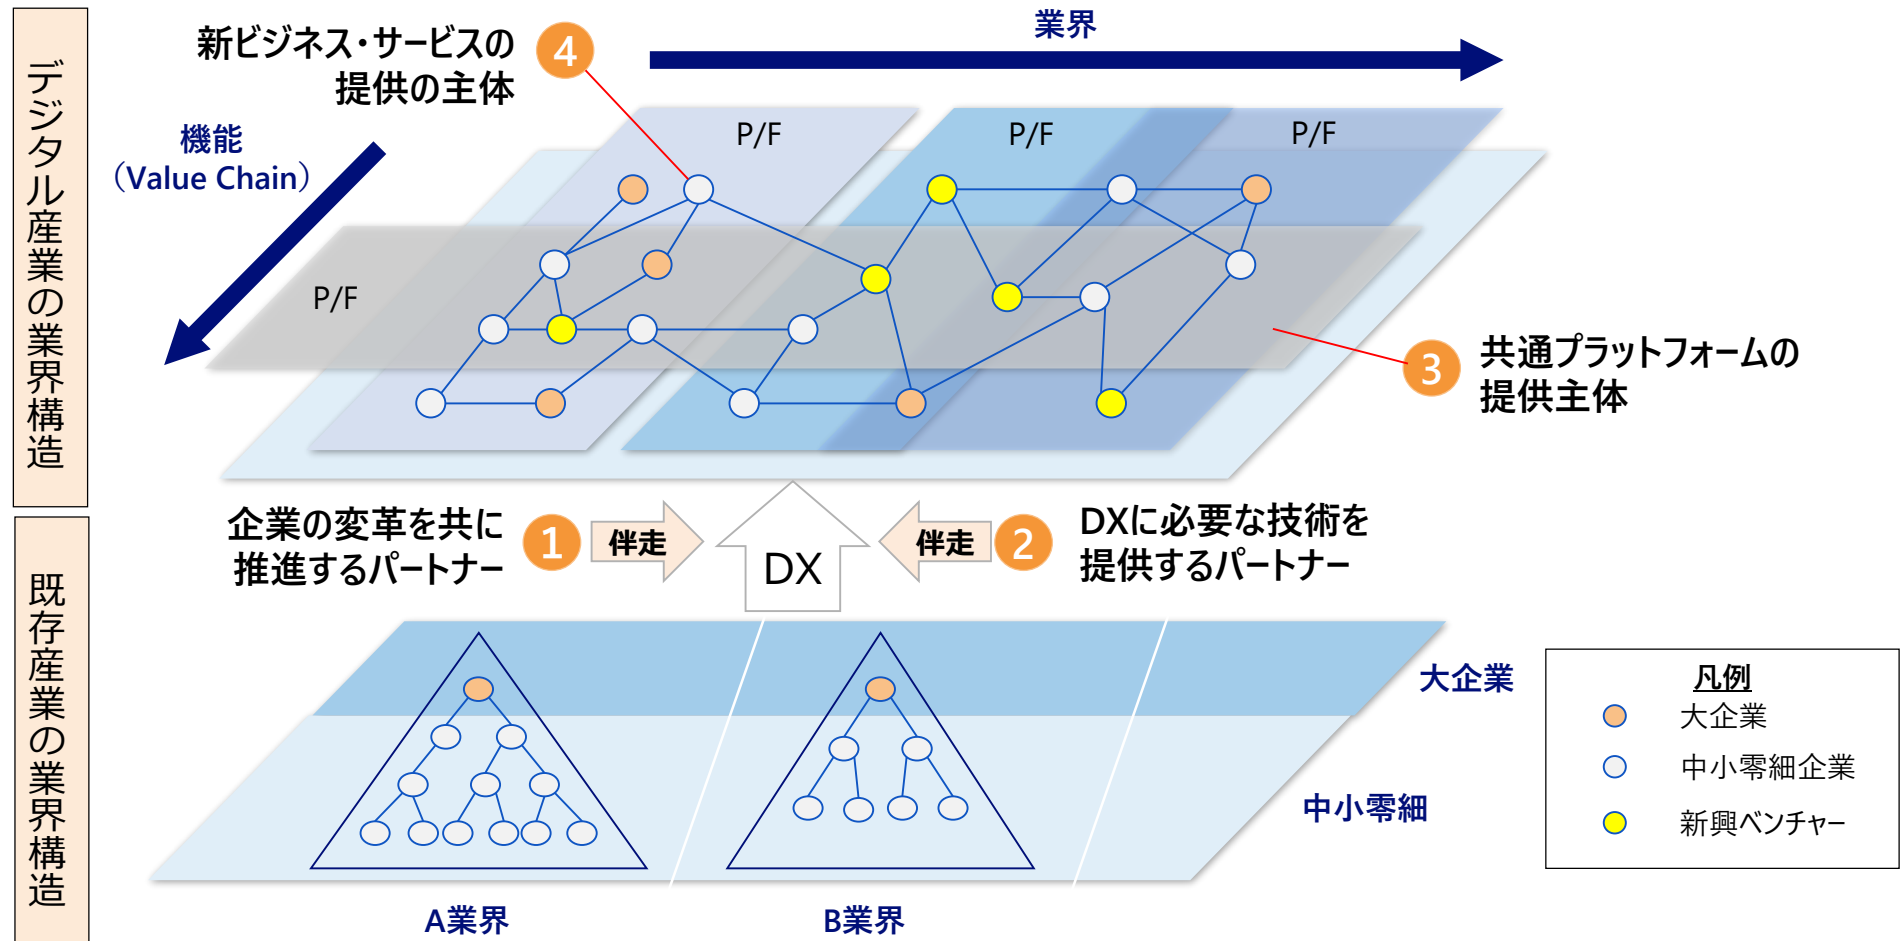 デジタル産業の業界構造
新ビジネス・サービスの
提供の主体
4
業界
機能
（Value Chain）
P/F
P/F
P/F
P/F
3
共通プラットフォームの
提供主体
企業の変革を共に
推進するパートナー
1
伴走
DX
伴走
2
DXに必要な技術を
提供するパートナー
既存産業の業界構造
大企業
中小零細
A業界
B業界
凡例
大企業
中小零細企業
新興ベンチャー